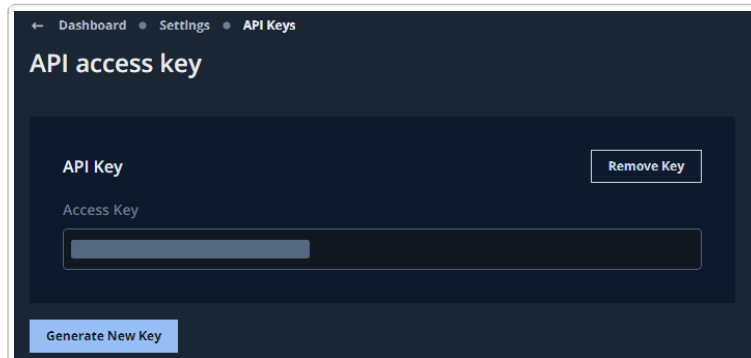 ← Dashboard ● Settings ● API Keys
API access key
API Key
Remove Key
Access Key
Generate New Key